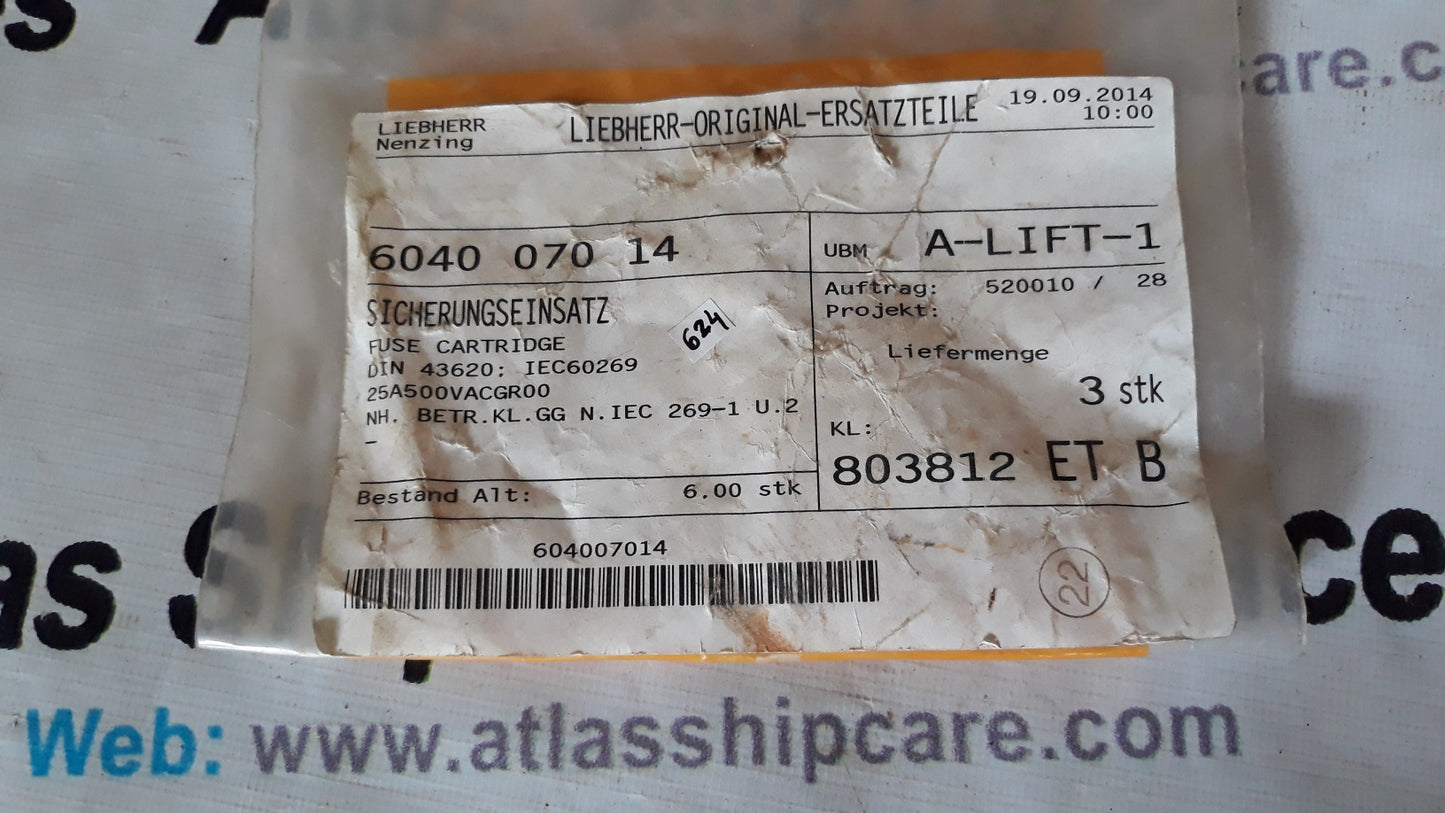 are.c
LIEBHERR
Nenzing
LIEBHERR-ORIGINAL-ERSATZTEILE
19.09.2014
10:00
6040 070 14
SICHERUNGSEINSATZ
FUSE CARTRIDGE
DIN 43620; IEC60269
25A500VACGR00
NH. BETR.KL.GG N.IEC 269-1 U.2
-
624
Bestand Alt: 6.00 stk
UBM A-LIFT-1
Auftrag: 520010 / 28
Projekt:
Liefermenge
3 stk
KL:
803812 ET B
604007014
22
as S
ce
Web: www.atlasshipcare.com